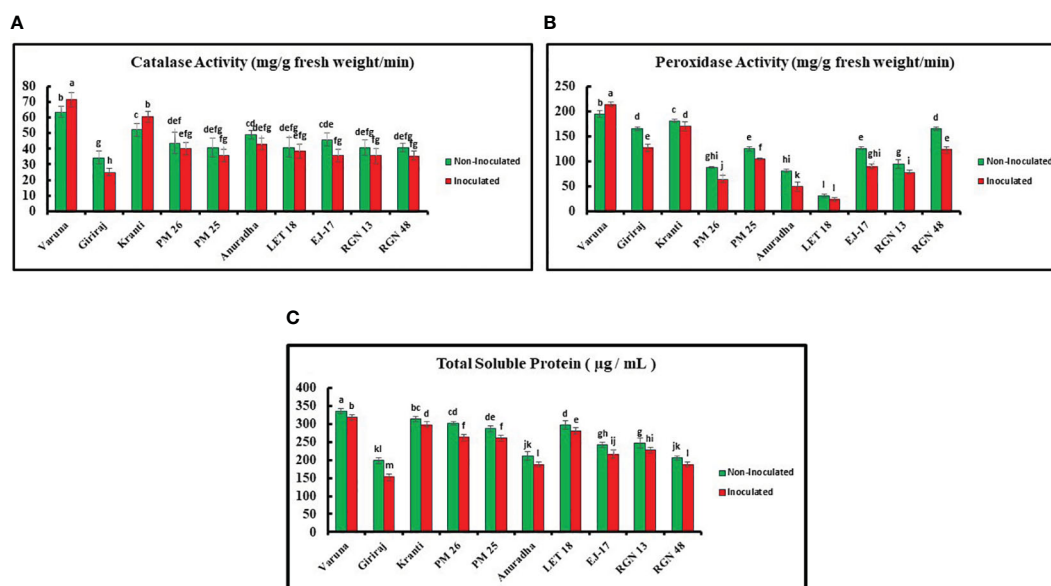 A
Catalase Activity (mg/g fresh weight/min)
80
70
60
50
40
30
20
10
0
b a
g h
c b
def efg
defg fg
cd defg
defg efg
cde fg
defg fg
defg fg
Varuna
Giriraj
Kranti
PM 26
PM 25
Anuradha
LET 18
EJ-17
RGN 13
RGN 48
Non-Inoculated
Inoculated
B
Peroxidase Activity (mg/g fresh weight/min)
250
200
150
100
50
0
b a
d e
c d
ghi j
e f
hi k
l l
e ghi
g i
d e
Varuna
Giriraj
Kranti
PM 26
PM 25
Anuradha
LET 18
EJ-17
RGN 13
RGN 48
Non-Inoculated
Inoculated
C
Total Soluble Protein ( µg / mL )
400
350
300
250
200
150
100
50
0
a b
kl m
bc d
cd f
de f
jk l
d e
gh ij
g hi
jk l
Varuna
Giriraj
Kranti
PM 26
PM 25
Anuradha
LET 18
EJ-17
RGN 13
RGN 48
Non-Inoculated
Inoculated